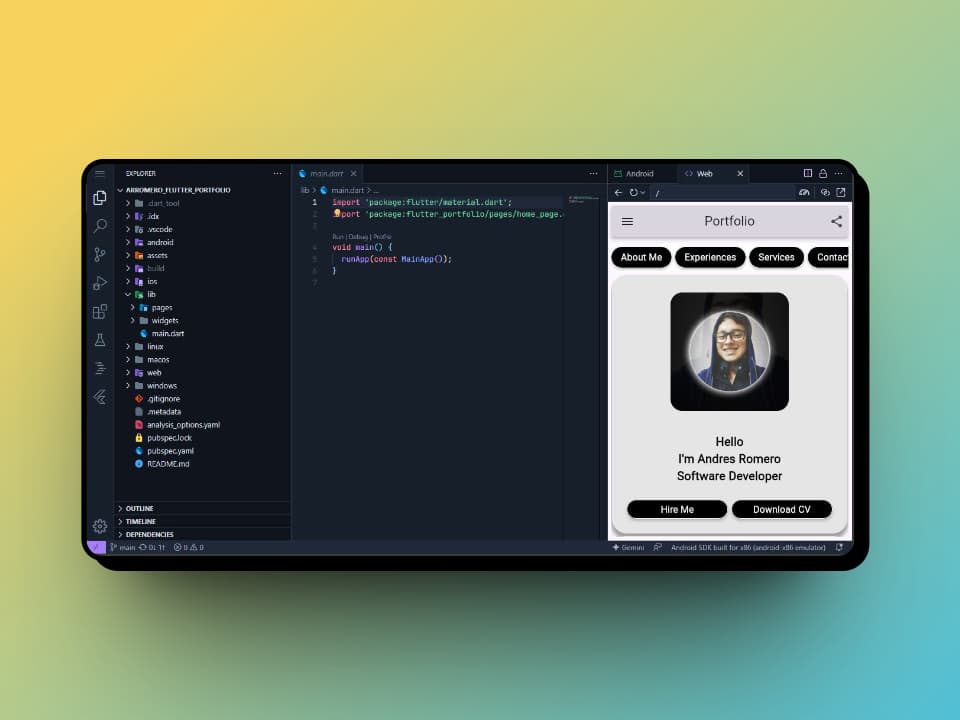 EXPLORER
ARROMERO_FLUTTER_PORTFOLIO
.dart_tool
.idx
.vscode
android
assets
build
ios
lib
pages
widgets
main.dart
linux
macos
web
windows
.gitignore
.metadata
analysis_options.yaml
pubspec.lock
pubspec.yaml
README.md
OUTLINE
TIMELINE
DEPENDENCIES
main.dart
lib > main.dart > ...
1 import 'package:flutter/material.dart';
2 port 'package:flutter_portfolio/pages/home_page.
3
Run | Debug | Profile
4 void main() {
5 runApp(const MainApp());
6 }
7
Android
Web
/
Portfolio
About Me
Experiences
Services
Contac
Hello
I'm Andres Romero
Software Developer
Hire Me
Download CV
main 0↓ 1↑ 0 0
Gemini
Android SDK built for x86 (android-x86 emulator)